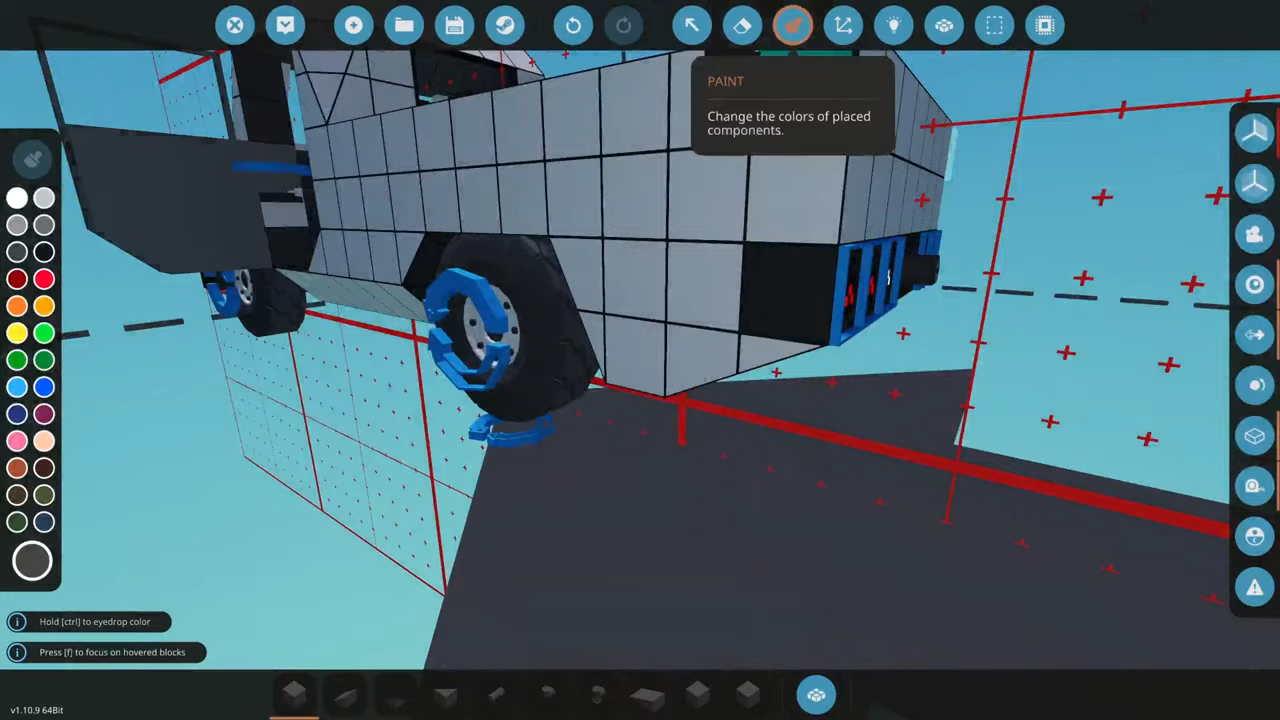 PAINT
Change the colors of placed
components.
Hold [ctrl] to eyedrop color
Press [f] to focus on hovered blocks
v1.10.9 64Bit